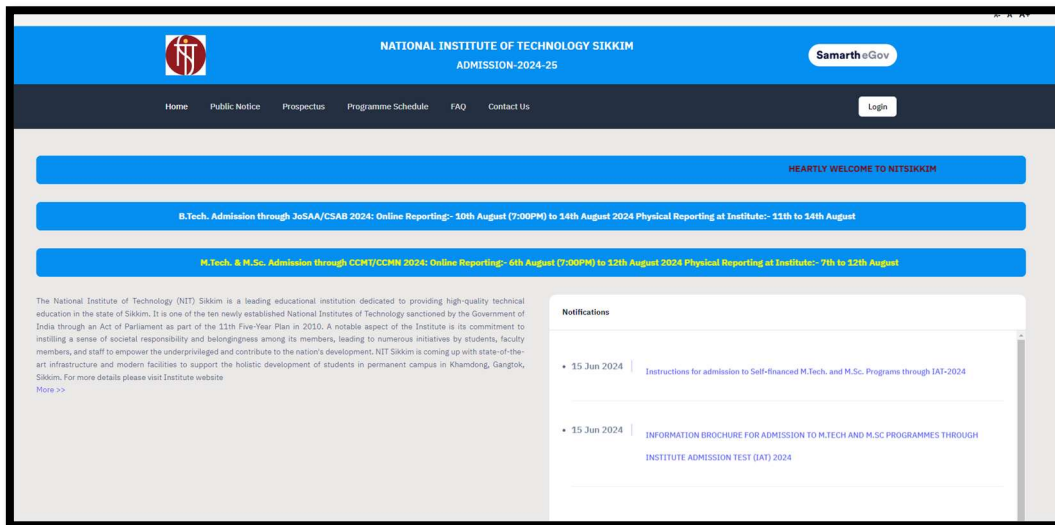 A- A A+
NATIONAL INSTITUTE OF TECHNOLOGY SIKKIM
ADMISSION-2024-25
Samarth eGov
Home Public Notice Prospectus Programme Schedule FAQ Contact Us Login
HEARTLY WELCOME TO NITSIKKIM
B.Tech. Admission through JoSAA/CSAB 2024: Online Reporting:- 10th August (7:00PM) to 14th August 2024 Physical Reporting at Institute:- 11th to 14th August
M.Tech. & M.Sc. Admission through CCMT/CCMN 2024: Online Reporting:- 6th August (7:00PM) to 12th August 2024 Physical Reporting at Institute:- 7th to 12th August
The National Institute of Technology (NIT) Sikkim is a leading educational institution dedicated to providing high-quality technical
education in the state of Sikkim. It is one of the ten newly established National Institutes of Technology sanctioned by the Government of
India through an Act of Parliament as part of the 11th Five-Year Plan in 2010. A notable aspect of the Institute is its commitment to
instilling a sense of societal responsibility and belongingness among its members, leading to numerous initiatives by students, faculty
members, and staff to empower the underprivileged and contribute to the nation's development. NIT Sikkim is coming up with state-of-the-
art infrastructure and modern facilities to support the holistic development of students in permanent campus in Khamdong, Gangtok,
Sikkim. For more details please visit Institute website
More >>
Notifications
• 15 Jun 2024 Instructions for admission to Self-financed M.Tech. and M.Sc. Programs through IAT-2024
• 15 Jun 2024 INFORMATION BROCHURE FOR ADMISSION TO M.TECH AND M.SC PROGRAMMES THROUGH
INSTITUTE ADMISSION TEST (IAT) 2024